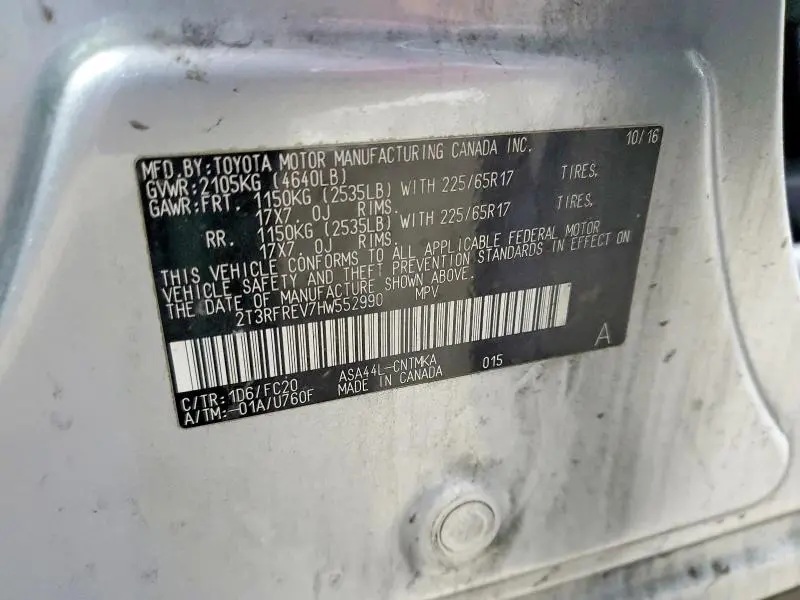 10/16
MFD.BY:TOYOTA MOTOR MANUFACTURING CANADA INC.
GVWR:2105KG (4640LB)
GAWR:FRT. 1150KG (2535LB) WITH 225/65R17 TIRES,
17X7.0J RIMS.
RR. 1150KG (2535LB) WITH 225/65R17 TIRES,
17X7.0J RIMS.
THIS VEHICLE CONFORMS TO ALL APPLICABLE FEDERAL MOTOR
VEHICLE SAFETY AND THEFT PREVENTION STANDARDS IN EFFECT ON
THE DATE OF MANUFACTURE SHOWN ABOVE.
2T3RFREV7HW552990 MPV
A
C/TR:1D6/FC20 ASA44L-CNTMKA 015
A/TM:-01A/U760F MADE IN CANADA